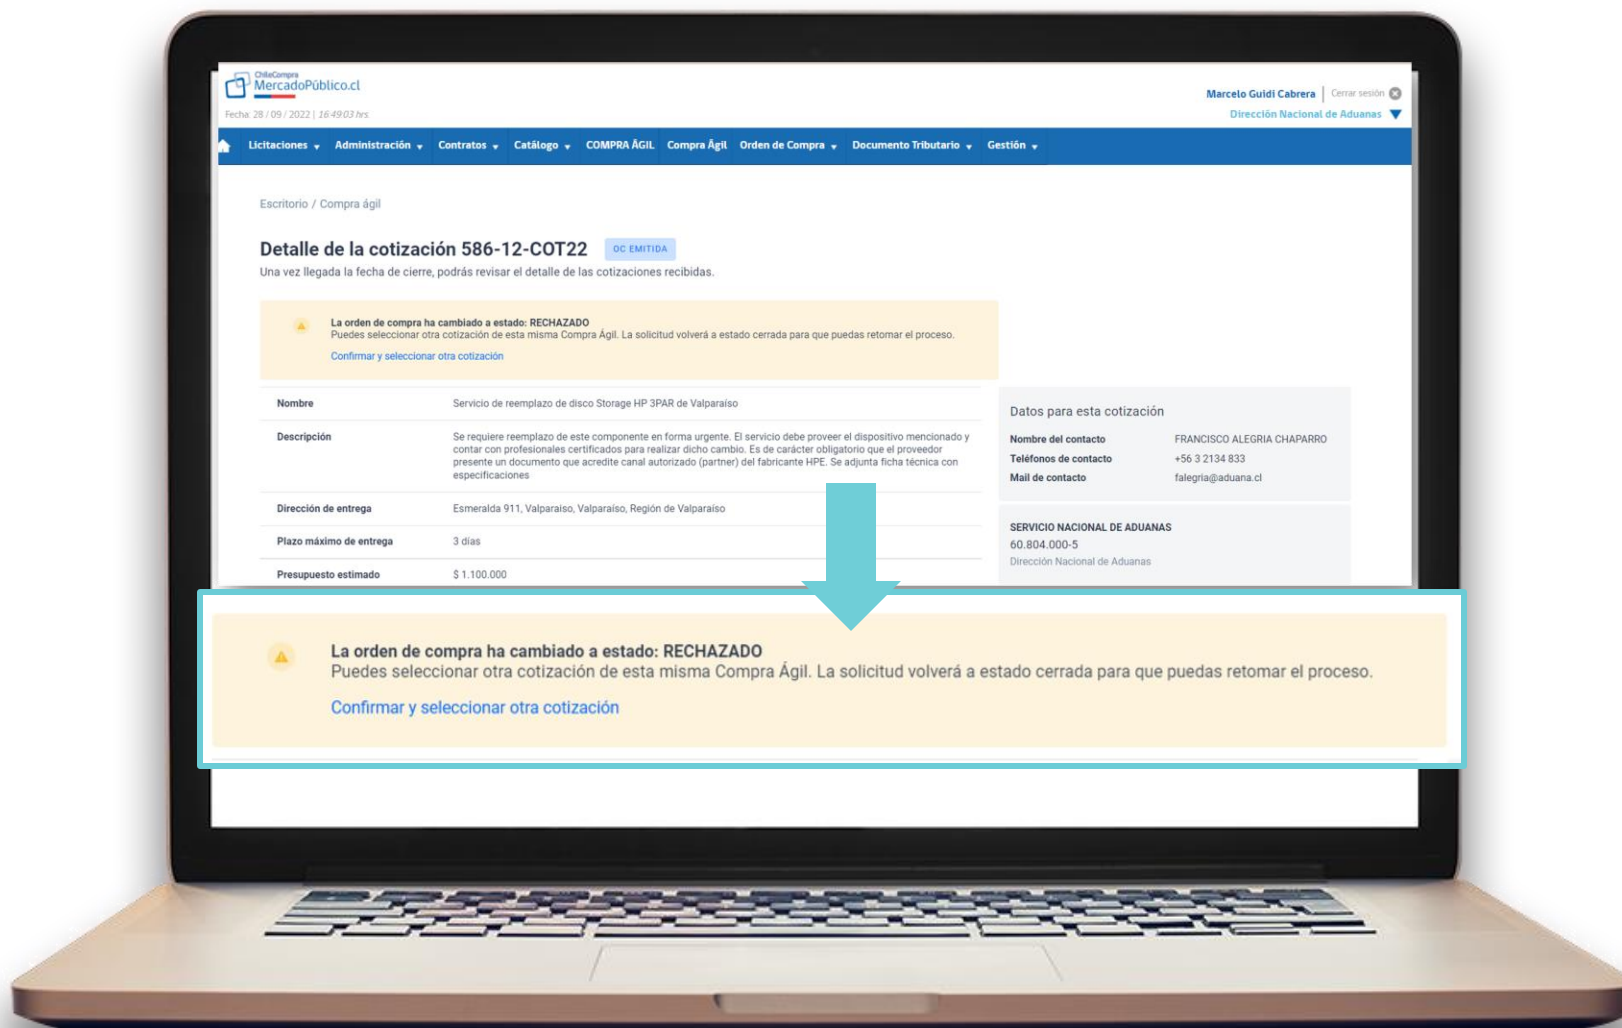 ChileCompra
MercadoPúblico.cl
Marcelo Guidi Cabrera | Cerrar sesión
Fecha: 28 / 09 / 2022 | 16:49:03 hrs
Dirección Nacional de Aduanas
Licitaciones Administración Contratos Catálogo COMPRA ÁGIL Compra Ágil Orden de Compra Documento Tributario Gestión
Escritorio / Compra ágil
Detalle de la cotización 586-12-COT22 OC EMITIDA
Una vez llegada la fecha de cierre, podrás revisar el detalle de las cotizaciones recibidas.
La orden de compra ha cambiado a estado: RECHAZADO
Puedes seleccionar otra cotización de esta misma Compra Ágil. La solicitud volverá a estado cerrada para que puedas retomar el proceso.
Confirmar y seleccionar otra cotización
Nombre Servicio de reemplazo de disco Storage HP 3PAR de Valparaíso
Descripción Se requiere reemplazo de este componente en forma urgente. El servicio debe proveer el dispositivo mencionado y
contar con profesionales certificados para realizar dicho cambio. Es de carácter obligatorio que el proveedor
presente un documento que acredite canal autorizado (partner) del fabricante HPE. Se adjunta ficha técnica con
especificaciones
Dirección de entrega Esmeralda 911, Valparaíso, Valparaíso, Región de Valparaíso
Plazo máximo de entrega 3 días
Presupuesto estimado $ 1.100.000
Datos para esta cotización
Nombre del contacto FRANCISCO ALEGRIA CHAPARRO
Teléfonos de contacto +56 3 2134 833
Mail de contacto falegria@aduana.cl
SERVICIO NACIONAL DE ADUANAS
60.804.000-5
Dirección Nacional de Aduanas
La orden de compra ha cambiado a estado: RECHAZADO
Puedes seleccionar otra cotización de esta misma Compra Ágil. La solicitud volverá a estado cerrada para que puedas retomar el proceso.
Confirmar y seleccionar otra cotización